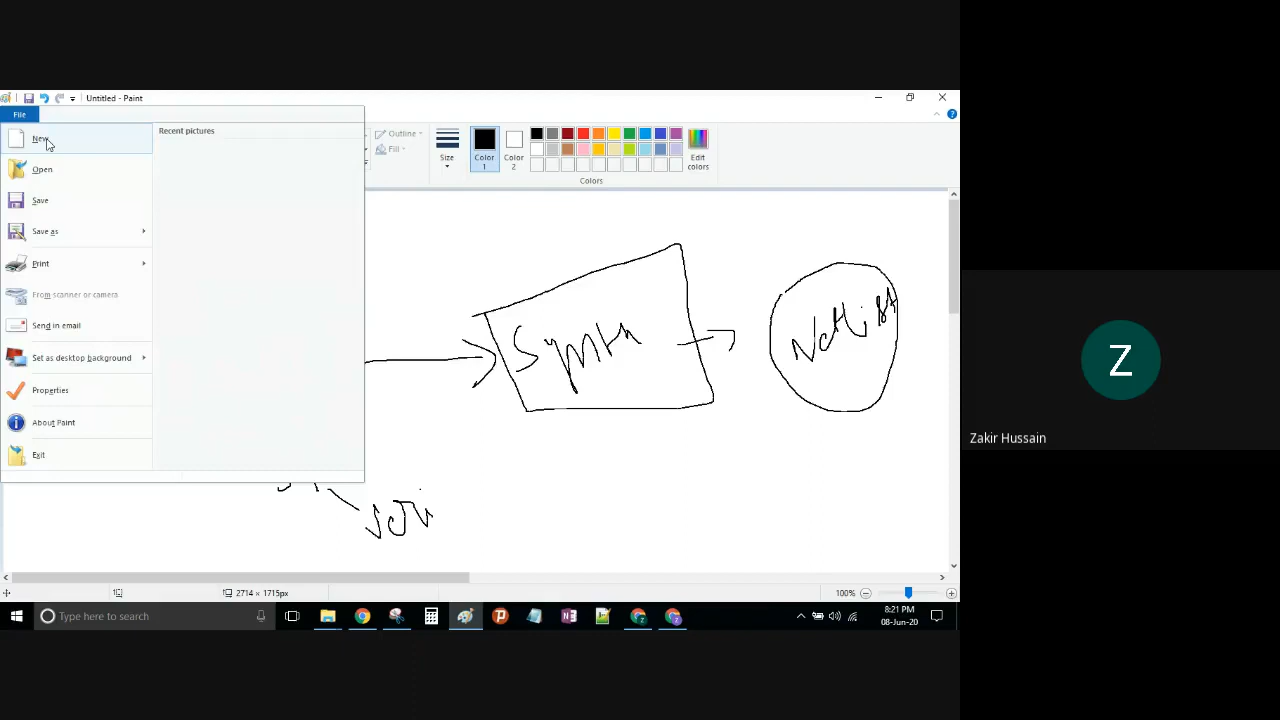 Untitled - Paint
File
New
Recent pictures
Outline
Fill
Size
Color
1
Color
2
Edit
colors
Colors
Open
Save
Save as
Print
From scanner or camera
Send in email
Set as desktop background
Properties
About Paint
Exit
Synth
Netlist
2714 × 1715px
100%
Type here to search
8:21 PM
08-Jun-20
Z
Zakir Hussain